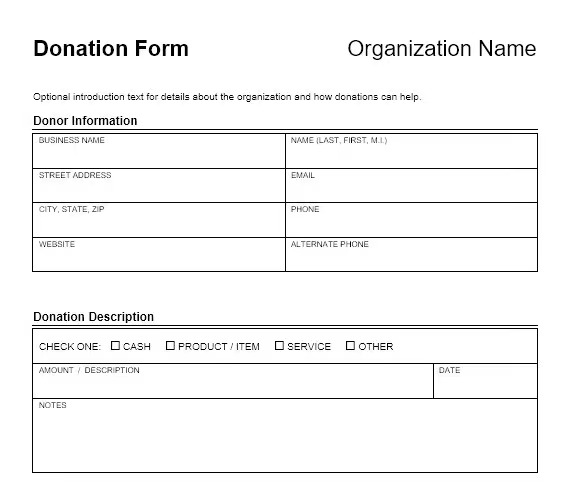 Donation Form Organization Name
Optional introduction text for details about the organization and how donations can help.
Donor Information
BUSINESS NAME NAME (LAST, FIRST, M.I.)
STREET ADDRESS EMAIL
CITY, STATE, ZIP PHONE
WEBSITE ALTERNATE PHONE
Donation Description
CHECK ONE: ☐ CASH ☐ PRODUCT / ITEM ☐ SERVICE ☐ OTHER
AMOUNT / DESCRIPTION DATE
NOTES